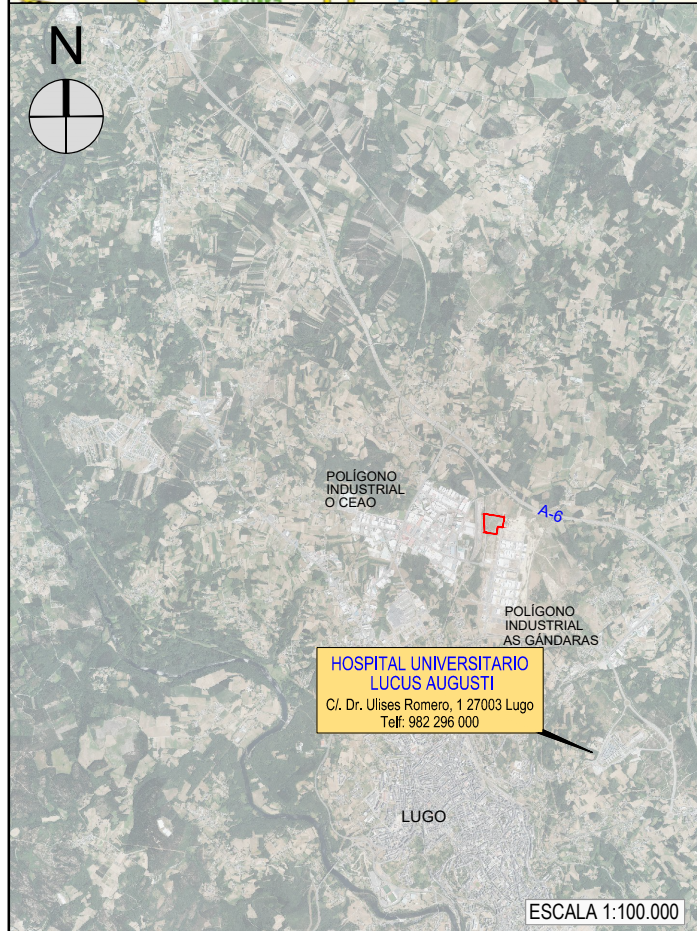 N
POLÍGONO
INDUSTRIAL
O CEAO
A-6
POLÍGONO
INDUSTRIAL
AS GÁNDARAS
HOSPITAL UNIVERSITARIO
LUCUS AUGUSTI
C/. Dr. Ulises Romero, 1 27003 Lugo
Telf: 982 296 000
LUGO
ESCALA 1:100.000